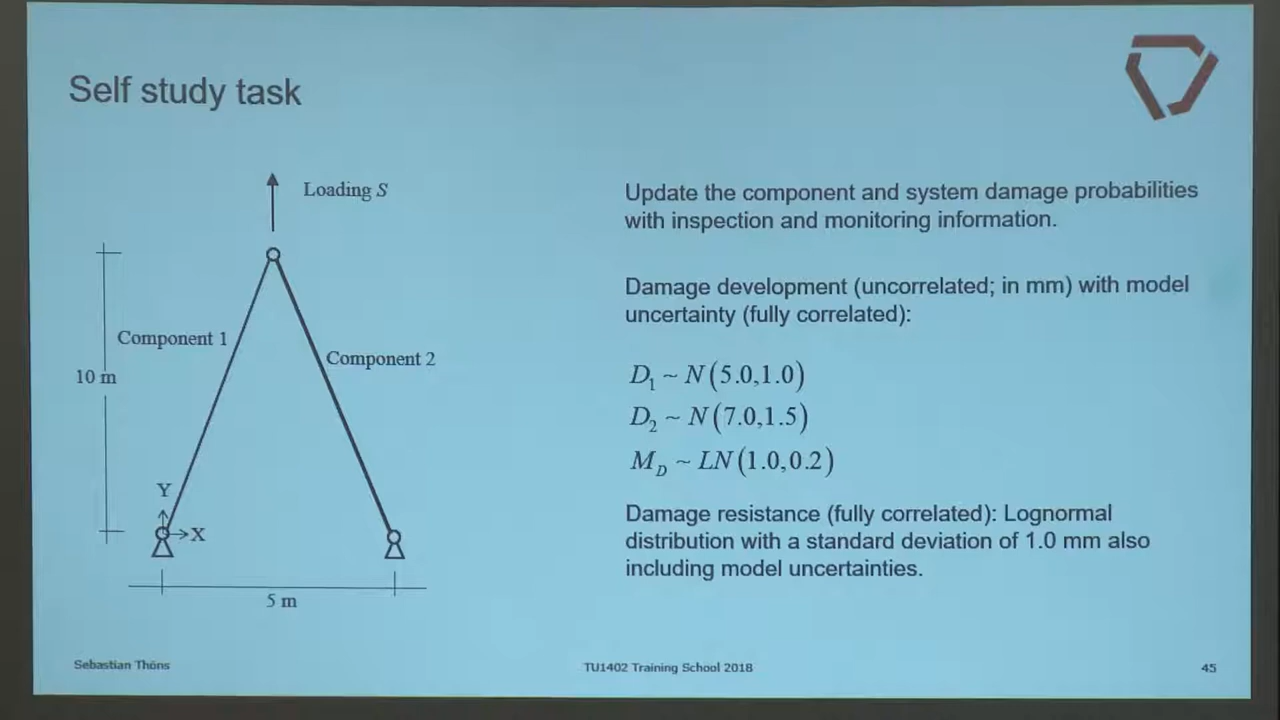 Self study task
Loading S
Component 1
Component 2
10 m
Y
X
5 m
Update the component and system damage probabilities
with inspection and monitoring information.
Damage development (uncorrelated; in mm) with model
uncertainty (fully correlated):
D₁ ~ N(5.0,1.0)
D₂ ~ N(7.0,1.5)
M_D ~ LN(1.0,0.2)
Damage resistance (fully correlated): Lognormal
distribution with a standard deviation of 1.0 mm also
including model uncertainties.
Sebastian Thöns
TU1402 Training School 2018
45